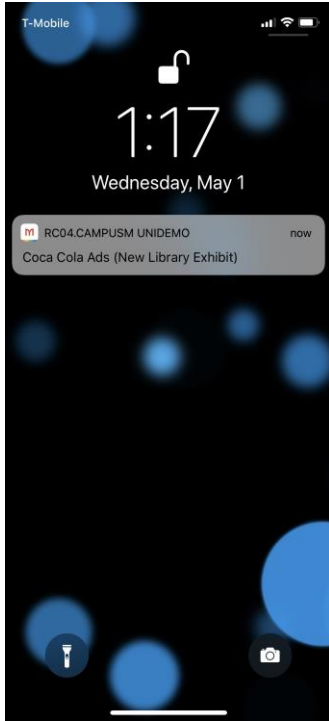 T-Mobile
1:17
Wednesday, May 1
RC04.CAMPUSM UNIDEMO now
Coca Cola Ads (New Library Exhibit)